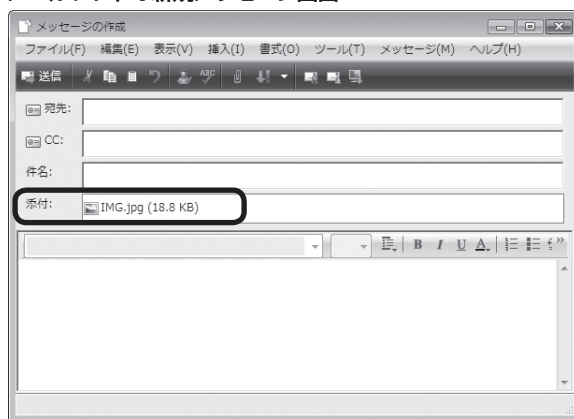 メッセージの作成
ファイル(F) 編集(E) 表示(V) 挿入(I) 書式(O) ツール(T) メッセージ(M) ヘルプ(H)
送信 ABC
宛先:
CC:
件名:
添付: IMG.jpg (18.8 KB)
B I U A